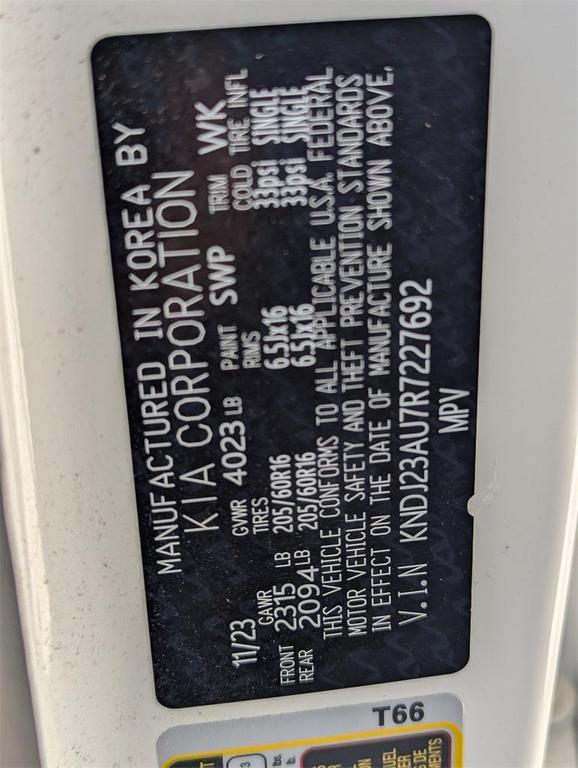 MANUFACTURED IN KOREA BY
KIA CORPORATION
11/23 GVWR 4023 LB PAINT SWP TRIM WK
GAWR TIRES RIMS COLD TIRE INFL
FRONT 2315 LB 205/60R16 6.5Jx16 33psi SINGLE
REAR 2094 LB 205/60R16 6.5Jx16 33psi SINGLE
THIS VEHICLE CONFORMS TO ALL APPLICABLE U.S.A. FEDERAL
MOTOR VEHICLE SAFETY AND THEFT PREVENTION STANDARDS
IN EFFECT ON THE DATE OF MANUFACTURE SHOWN ABOVE.
V.I.N KNDJ23AU7R7227692
MPV
T66